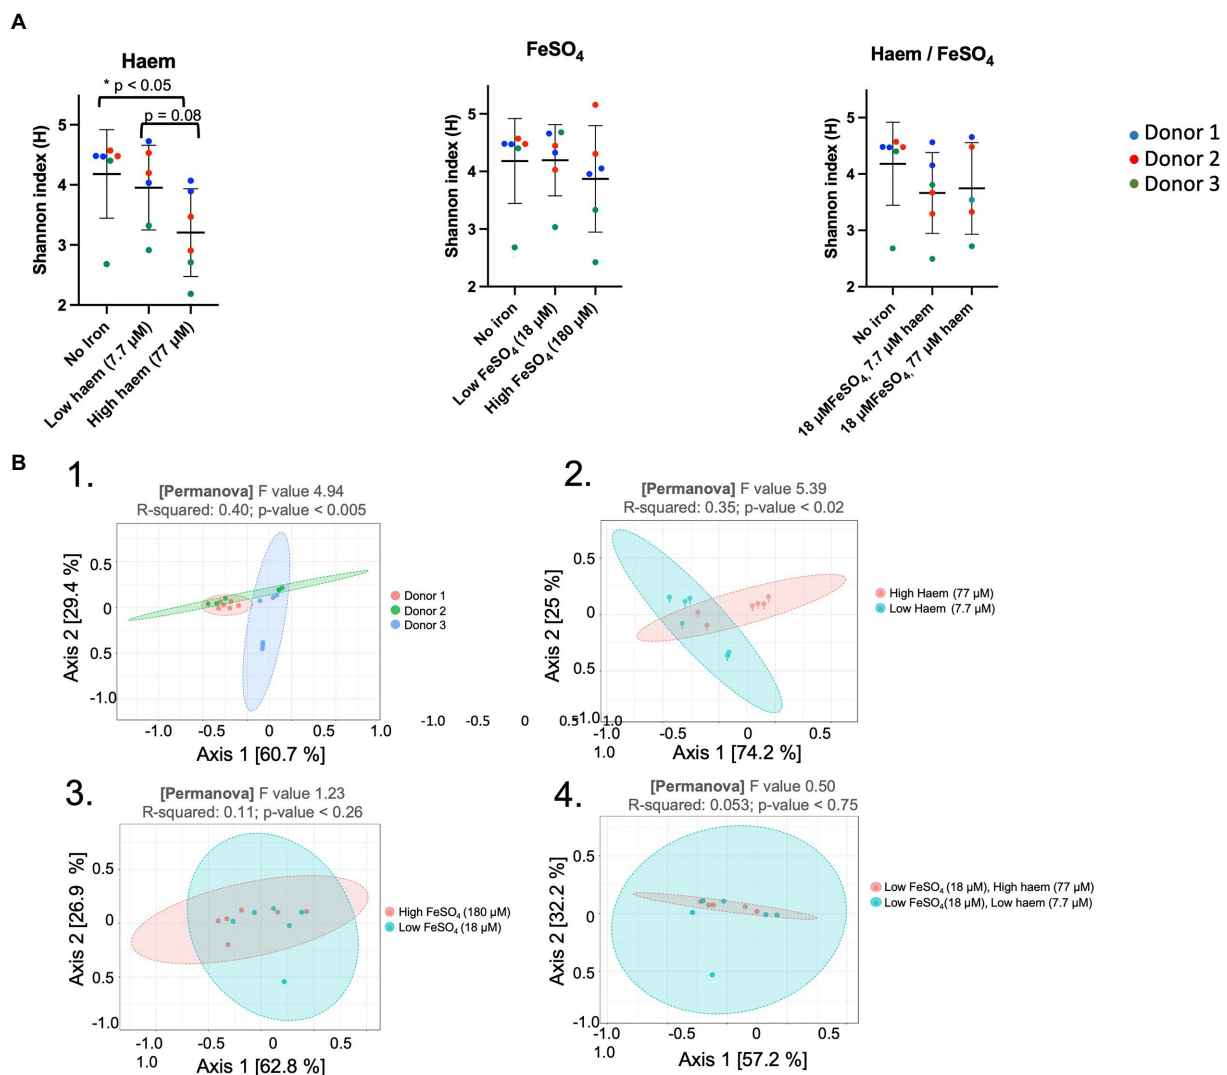 A
Haem
* p < 0.05
p = 0.08
Shannon index (H)
5
4
3
2
No Iron
Low haem (7.7 µM)
High haem (77 µM)
FeSO4
Shannon index (H)
5
4
3
2
No Iron
Low FeSO4 (18 µM)
High FeSO4 (180 µM)
Haem / FeSO4
Shannon index (H)
5
4
3
2
No iron
18 µMFeSO4, 7.7 µM haem
18 µMFeSO4, 77 µM haem
Donor 1
Donor 2
Donor 3
B
1.
[Permanova] F value 4.94
R-squared: 0.40; p-value < 0.005
Axis 2 [29.4 %]
0.5
0
0.5
-1.0
-1.0 -0.5 0 0.5 1.0
Axis 1 [60.7 %]
Donor 1
Donor 2
Donor 3
-1.0 -0.5 0 0.5 1.0
2.
[Permanova] F value 5.39
R-squared: 0.35; p-value < 0.02
Axis 2 [25 %]
0.5
0
0.5
-1.0
-1.0 -0.5 0 0.5
1.0
Axis 1 [74.2 %]
High Haem (77 µM)
Low Haem (7.7 µM)
3.
[Permanova] F value 1.23
R-squared: 0.11; p-value < 0.26
Axis 2 [26.9 %]
0.5
0
0.5
-1.0
-1.0 -0.5 0 0.5
1.0
Axis 1 [62.8 %]
High FeSO4 (180 µM)
Low FeSO4 (18 µM)
4.
[Permanova] F value 0.50
R-squared: 0.053; p-value < 0.75
Axis 2 [32.2 %]
0.5
0
0.5
-1.0
-1.0 -0.5 0 0.5
1.0
Axis 1 [57.2 %]
Low FeSO4 (18 µM), High haem (77 µM)
Low FeSO4(18 µM), Low haem (7.7 µM)